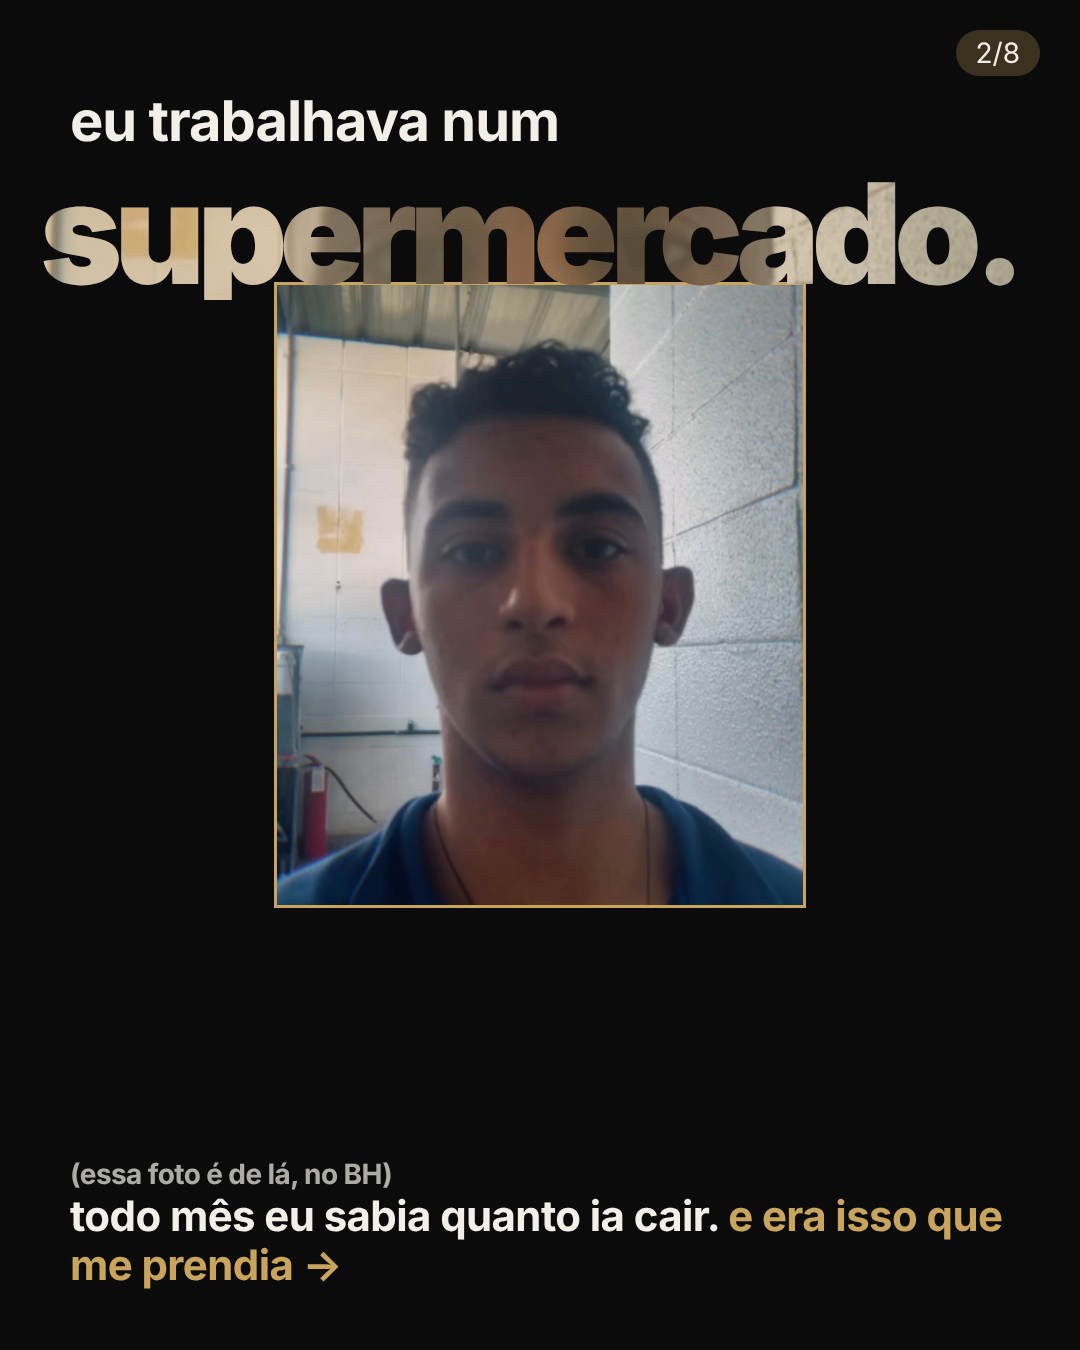 2/8
eu trabalhava num
supermercado.
(essa foto é de lá, no BH)
todo mês eu sabia quanto ia cair. e era isso que
me prendia →